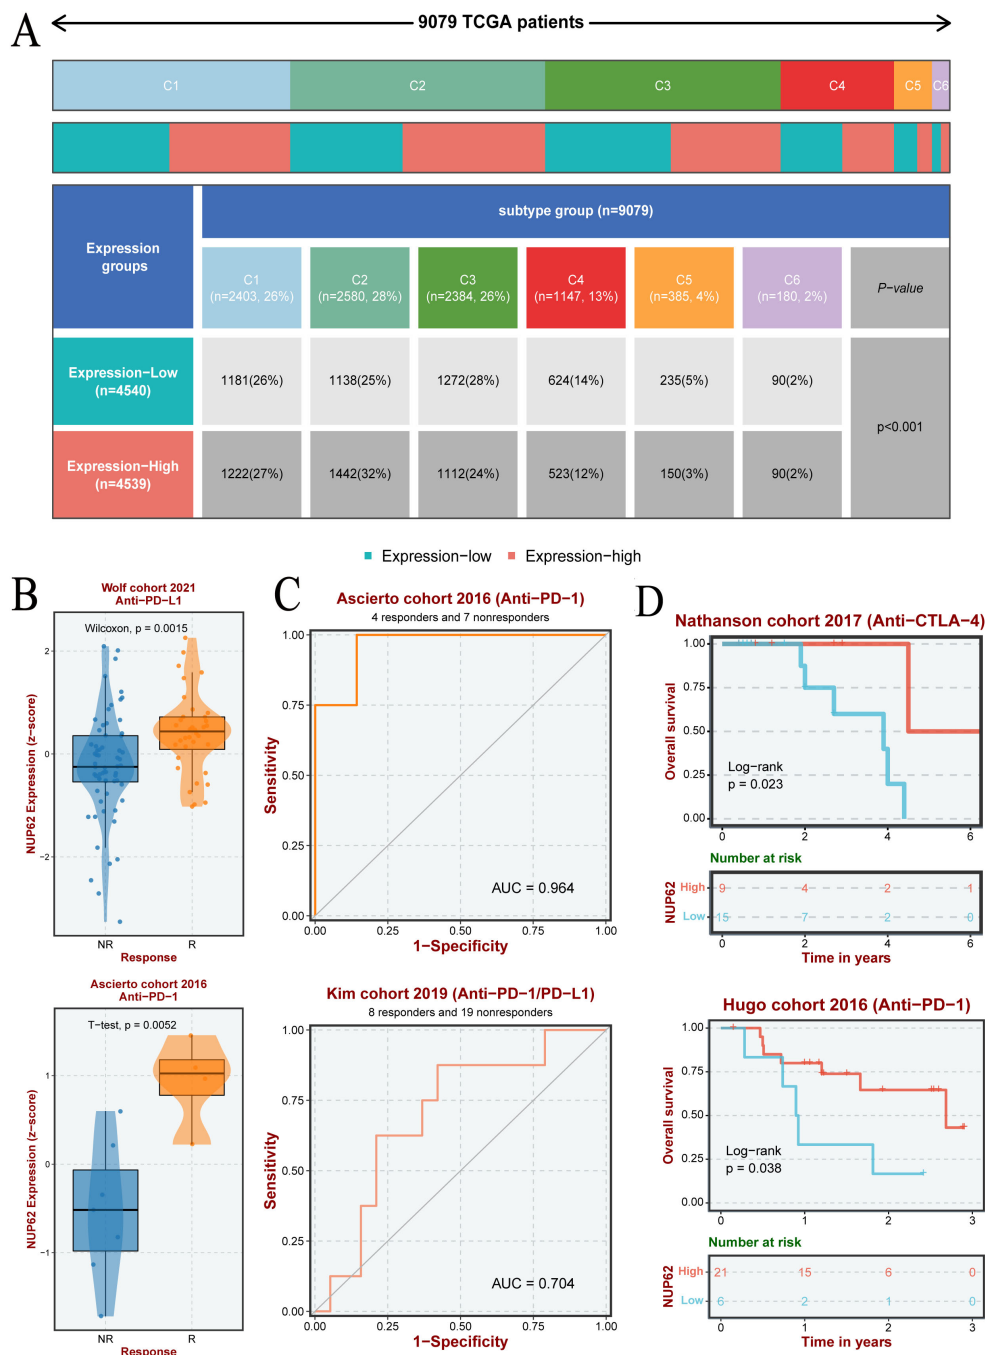 A
9079 TCGA patients
C1 C2 C3 C4 C5 C6
Expression groups
subtype group (n=9079)
C1 (n=2403, 26%)
C2 (n=2580, 28%)
C3 (n=2384, 26%)
C4 (n=1147, 13%)
C5 (n=385, 4%)
C6 (n=180, 2%)
P−value
Expression−Low (n=4540)
1181(26%) 1138(25%) 1272(28%) 624(14%) 235(5%) 90(2%)
p<0.001
Expression−High (n=4539)
1222(27%) 1442(32%) 1112(24%) 523(12%) 150(3%) 90(2%)
Expression−low Expression−high
B
Wolf cohort 2021
Anti−PD−L1
Wilcoxon, p = 0.0015
NUP62 Expression (z−score)
2
0
−2
NR R
Response
Ascierto cohort 2016
Anti−PD−1
T−test, p = 0.0052
NUP62 Expression (z−score)
1
0
−1
NR R
Response
C
Ascierto cohort 2016 (Anti−PD−1)
4 responders and 7 nonresponders
Sensitivity
1.00
0.75
0.50
0.25
0.00
AUC = 0.964
0.00 0.25 0.50 0.75 1.00
1−Specificity
Kim cohort 2019 (Anti−PD−1/PD−L1)
8 responders and 19 nonresponders
Sensitivity
1.00
0.75
0.50
0.25
0.00
AUC = 0.704
0.00 0.25 0.50 0.75 1.00
1−Specificity
D
Nathanson cohort 2017 (Anti−CTLA−4)
Overall survival
1.00
0.75
0.50
0.25
0.00
Log−rank
p = 0.023
0 2 4 6
Number at risk
NUP62
High 9 4 2 1
Low 15 7 2 0
0 2 4 6
Time in years
Hugo cohort 2016 (Anti−PD−1)
Overall survival
1.00
0.75
0.50
0.25
0.00
Log−rank
p = 0.038
0 1 2 3
Number at risk
NUP62
High 21 15 6 0
Low 6 2 1 0
0 1 2 3
Time in years